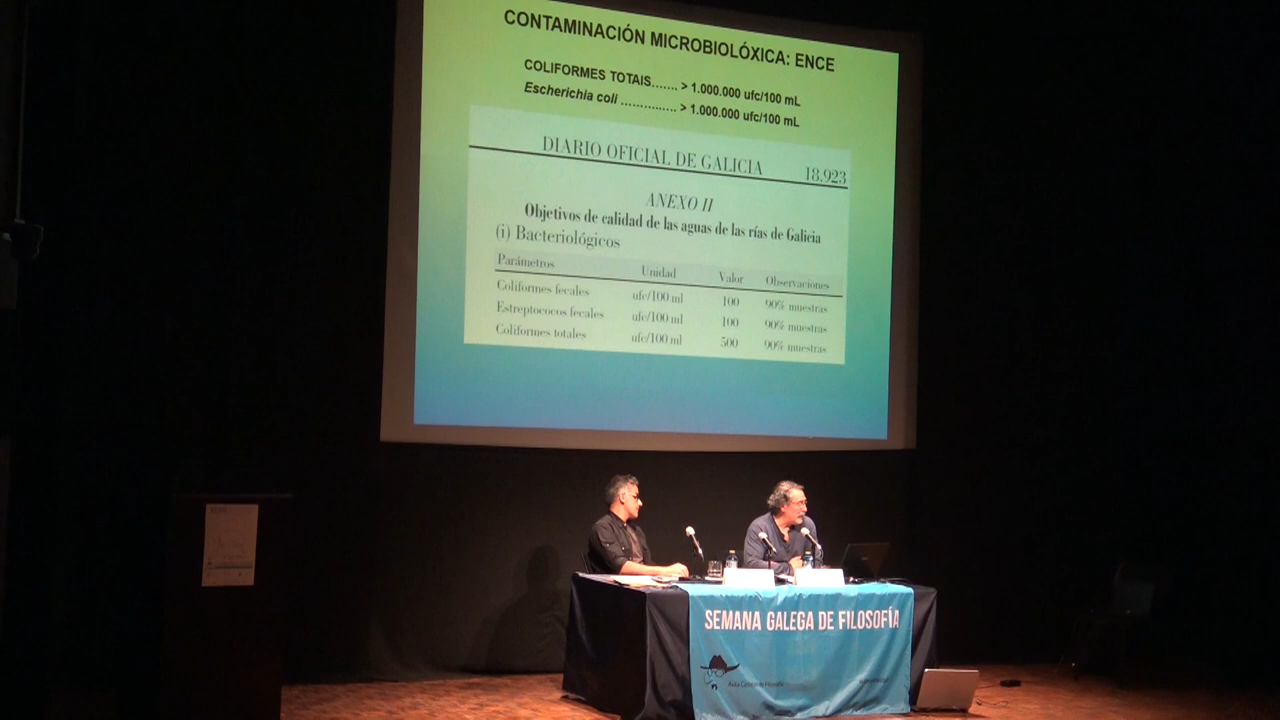 CONTAMINACIÓN MICROBIOLÓXICA: ENCE
COLIFORMES TOTAIS....... > 1.000.000 ufc/100 mL
Escherichia coli ................ > 1.000.000 ufc/100 mL
DIARIO OFICIAL DE GALICIA 18.923
ANEXO II
Objetivos de calidad de las aguas de las rías de Galicia
(i) Bacteriológicos
Parámetros Unidad Valor Observaciones
Coliformes fecales ufc/100 ml 100 90% muestras
Estreptococos fecales ufc/100 ml 100 90% muestras
Coliformes totales ufc/100 ml 500 90% muestras
SEMANA GALEGA DE FILOSOFÍA